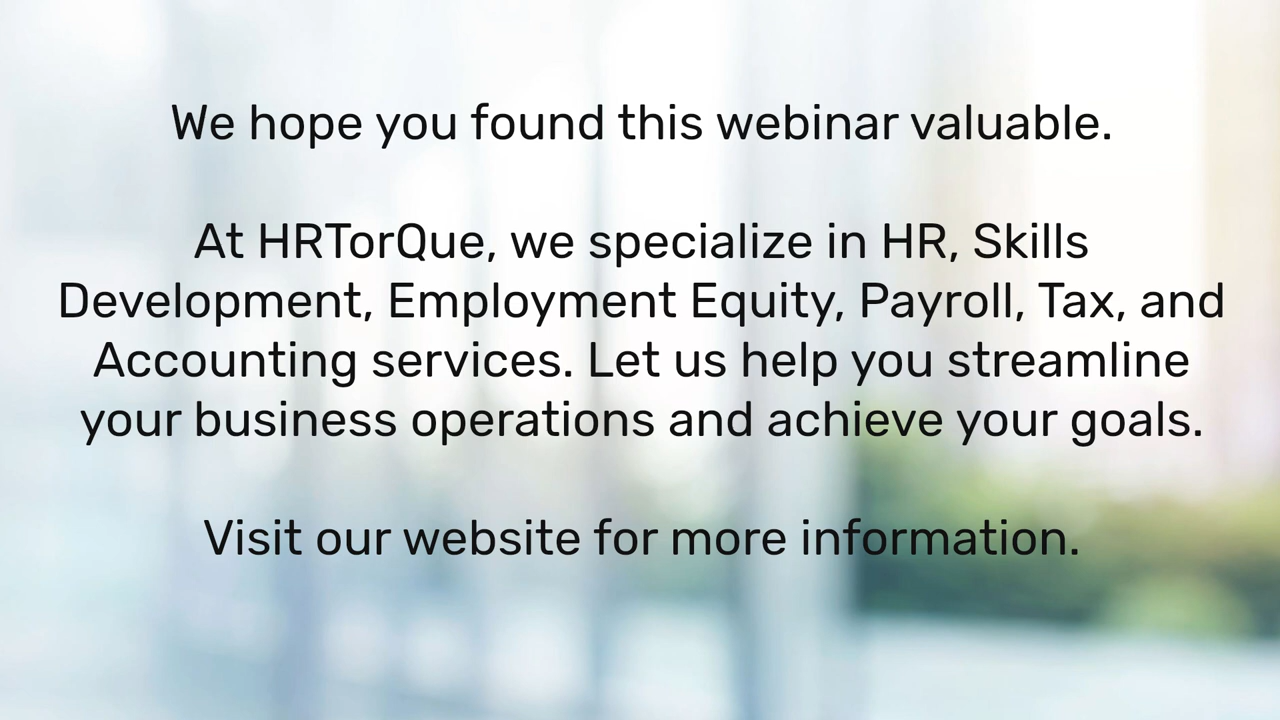 We hope you found this webinar valuable.
At HRTorQue, we specialize in HR, Skills
Development, Employment Equity, Payroll, Tax, and
Accounting services. Let us help you streamline
your business operations and achieve your goals.
Visit our website for more information.